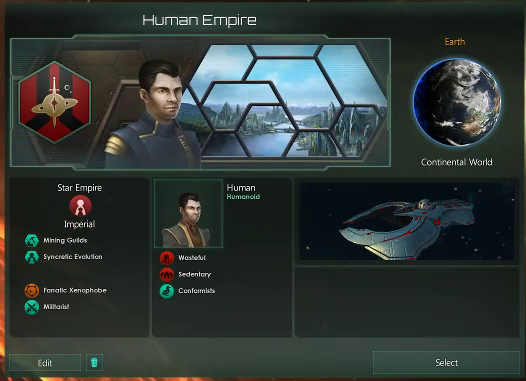 Human Empire
Earth
Continental World
Star Empire
Imperial
Mining Guilds
Syncretic Evolution
Fanatic Xenophobe
Militarist
Human
Humanoid
Wasteful
Sedentary
Conformists
Edit
Select